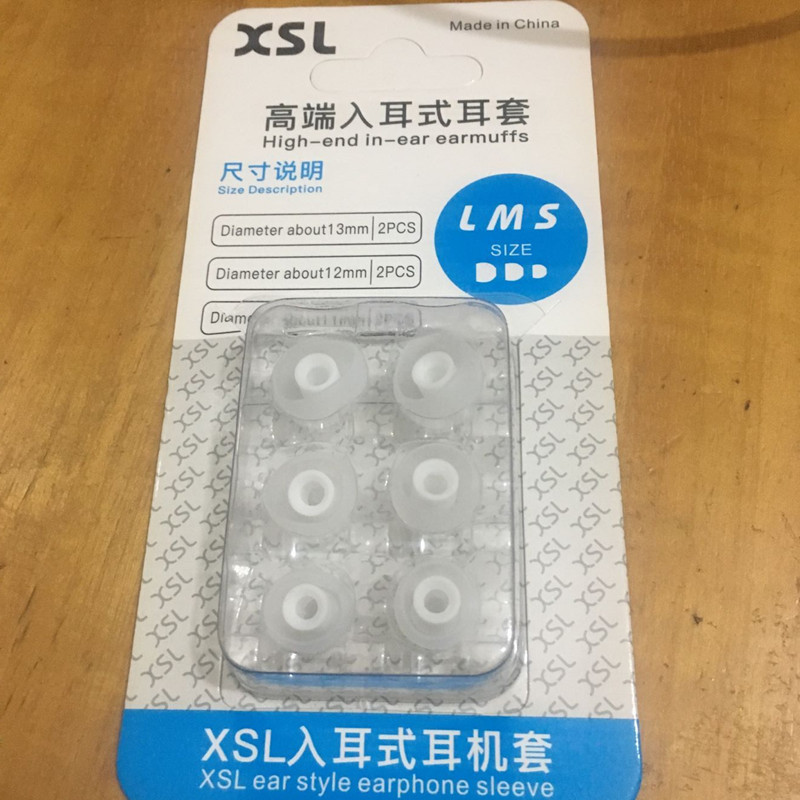 XSL
Made in China
高端入耳式耳套
High-end in-ear earmuffs
尺寸说明
Size Description
Diameter about13mm 2PCS
Diameter about12mm 2PCS
LMS
SIZE
XSL入耳式耳机套
XSL ear style earphone sleeve